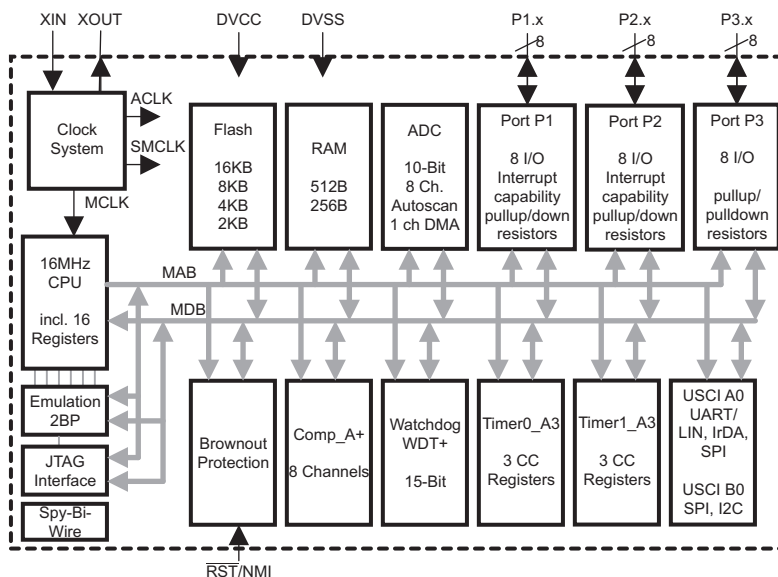 XIN XOUT DVCC DVSS P1.x P2.x P3.x
8 8 8
ACLK
Clock
System
SMCLK
MCLK
Flash
16KB
8KB
4KB
2KB
RAM
512B
256B
ADC
10-Bit
8 Ch.
Autoscan
1 ch DMA
Port P1
8 I/O
Interrupt
capability
pullup/down
resistors
Port P2
8 I/O
Interrupt
capability
pullup/down
resistors
Port P3
8 I/O
pullup/
pulldown
resistors
16MHz
CPU
incl. 16
Registers
MAB
MDB
Emulation
2BP
JTAG
Interface
Spy-Bi-
Wire
Brownout
Protection
Comp_A+
8 Channels
Watchdog
WDT+
15-Bit
Timer0_A3
3 CC
Registers
Timer1_A3
3 CC
Registers
USCI A0
UART/
LIN, IrDA,
SPI
USCI B0
SPI, I2C
RST/NMI